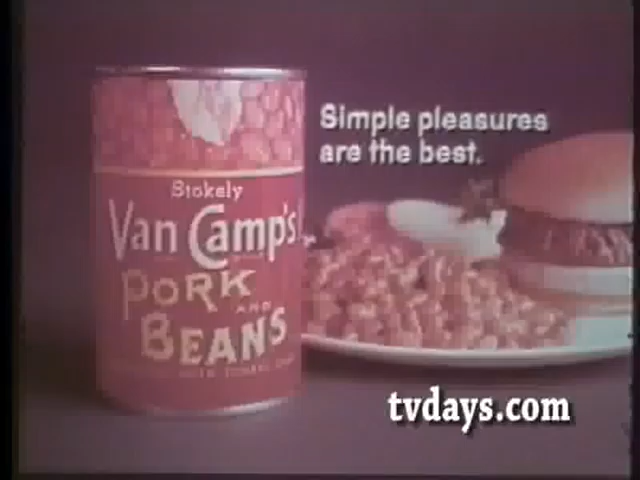 Simple pleasures
are the best.
Stokely
Van Camp's
PORK
AND
BEANS
tvdays.com